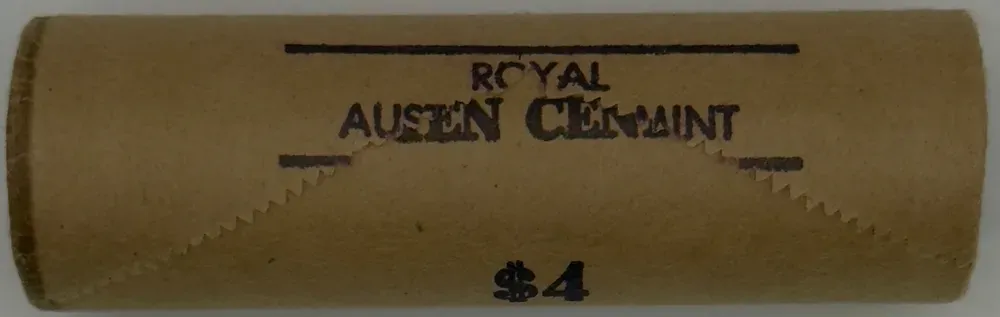 ROYAL
AUSEN CENMINT
$4